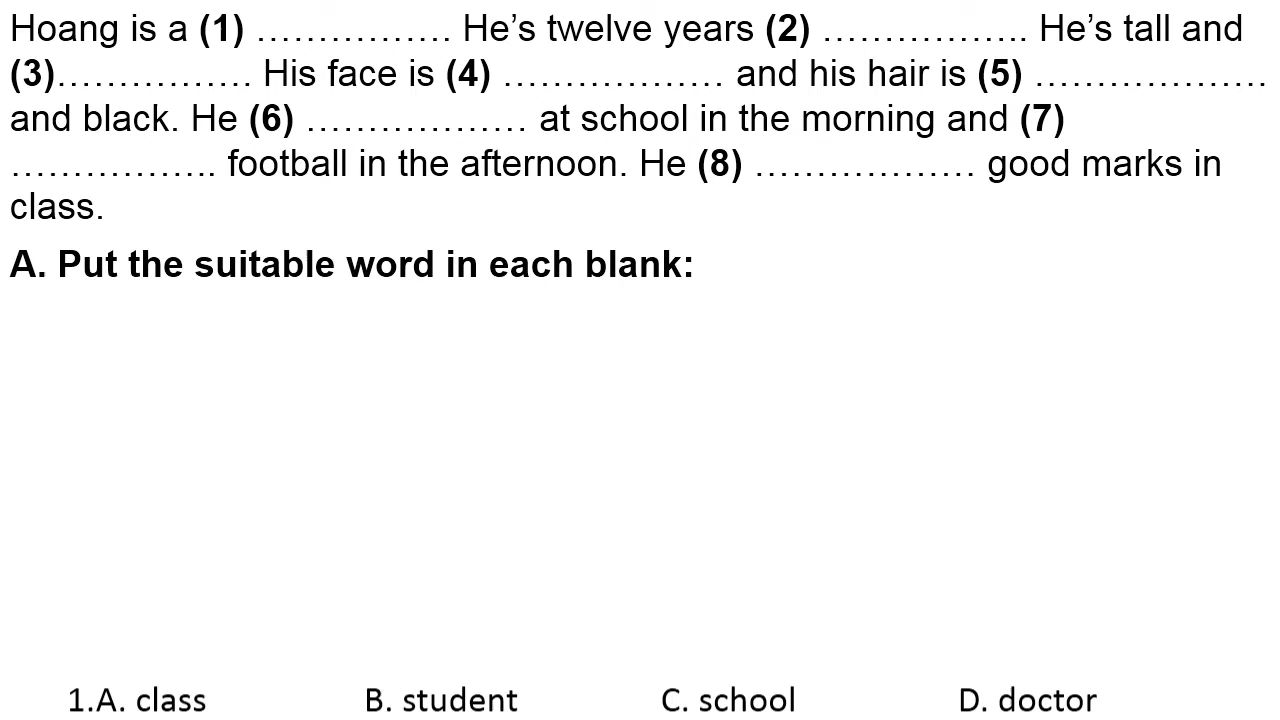 Hoang is a (1) ……………. He’s twelve years (2) …………….. He’s tall and
(3)……………. His face is (4) ……………… and his hair is (5) ……………….
and black. He (6) ……………… at school in the morning and (7)
…………….. football in the afternoon. He (8) ……………… good marks in
class.
A. Put the suitable word in each blank:
1.A. class B. student C. school D. doctor